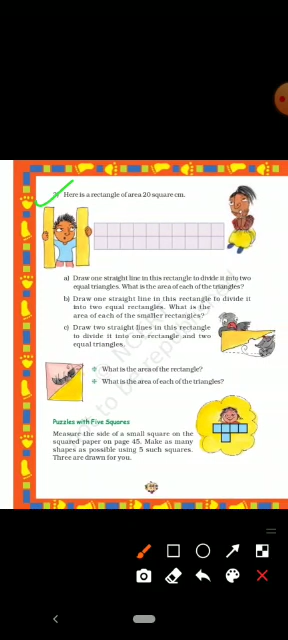 2) Here is a rectangle of area 20 square cm.
a) Draw one straight line in this rectangle to divide it into two
equal triangles. What is the area of each of the triangles?
b) Draw one straight line in this rectangle to divide it
into two equal rectangles. What is the
area of each of the smaller rectangles?
c) Draw two straight lines in this rectangle
to divide it into one rectangle and two
equal triangles.
What is the area of the rectangle?
What is the area of each of the triangles?
Puzzles with Five Squares
Measure the side of a small square on the
squared paper on page 45. Make as many
shapes as possible using 5 such squares.
Three are drawn for you.